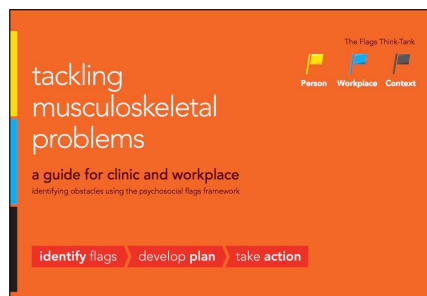 The Flags Think-Tank
Person Workplace Context
tackling
musculoskeletal
problems
a guide for clinic and workplace
identifying obstacles using the psychosocial flags framework
identify flags develop plan take action